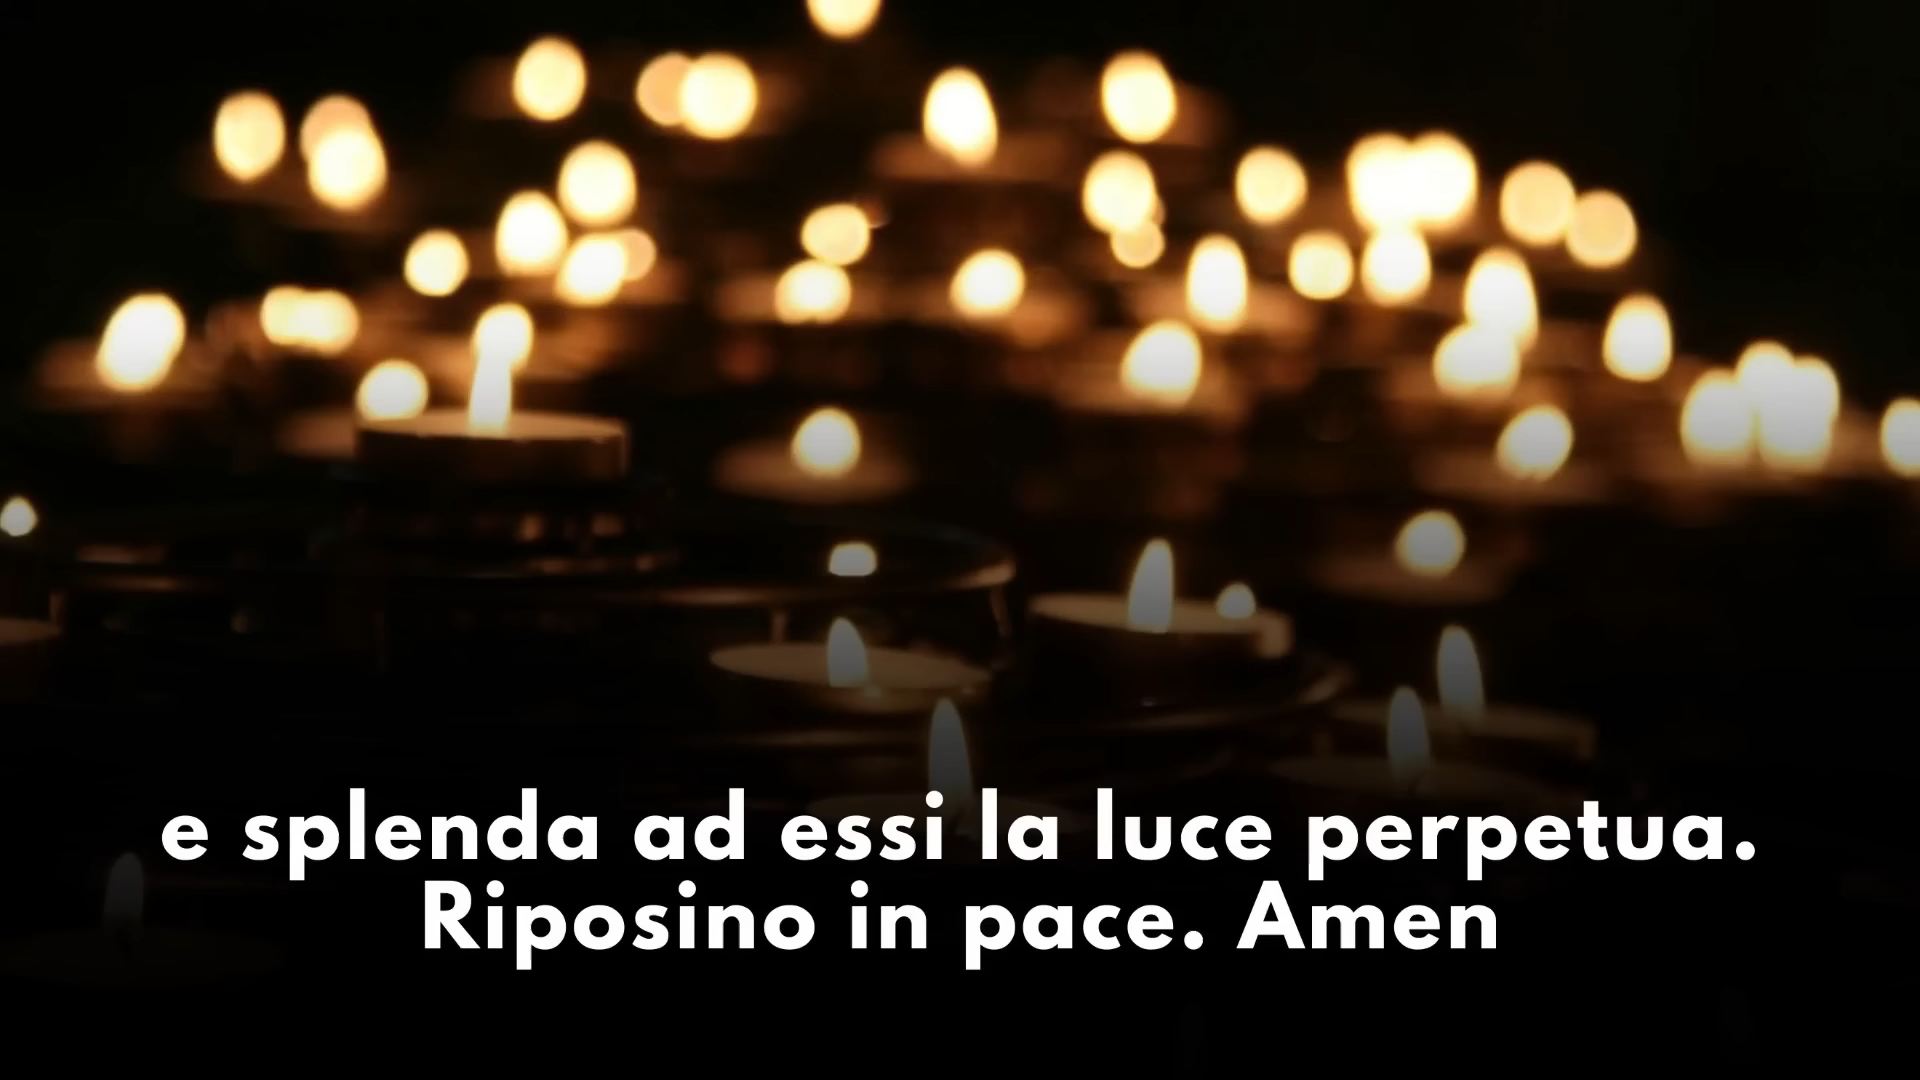 e splenda ad essi la luce perpetua.
Riposino in pace. Amen